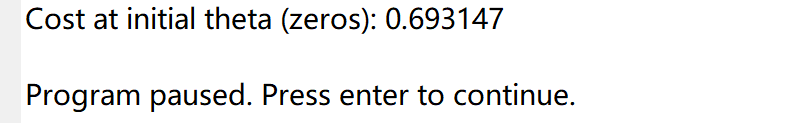 Cost at initial theta (zeros): 0.693147
Program paused. Press enter to continue.